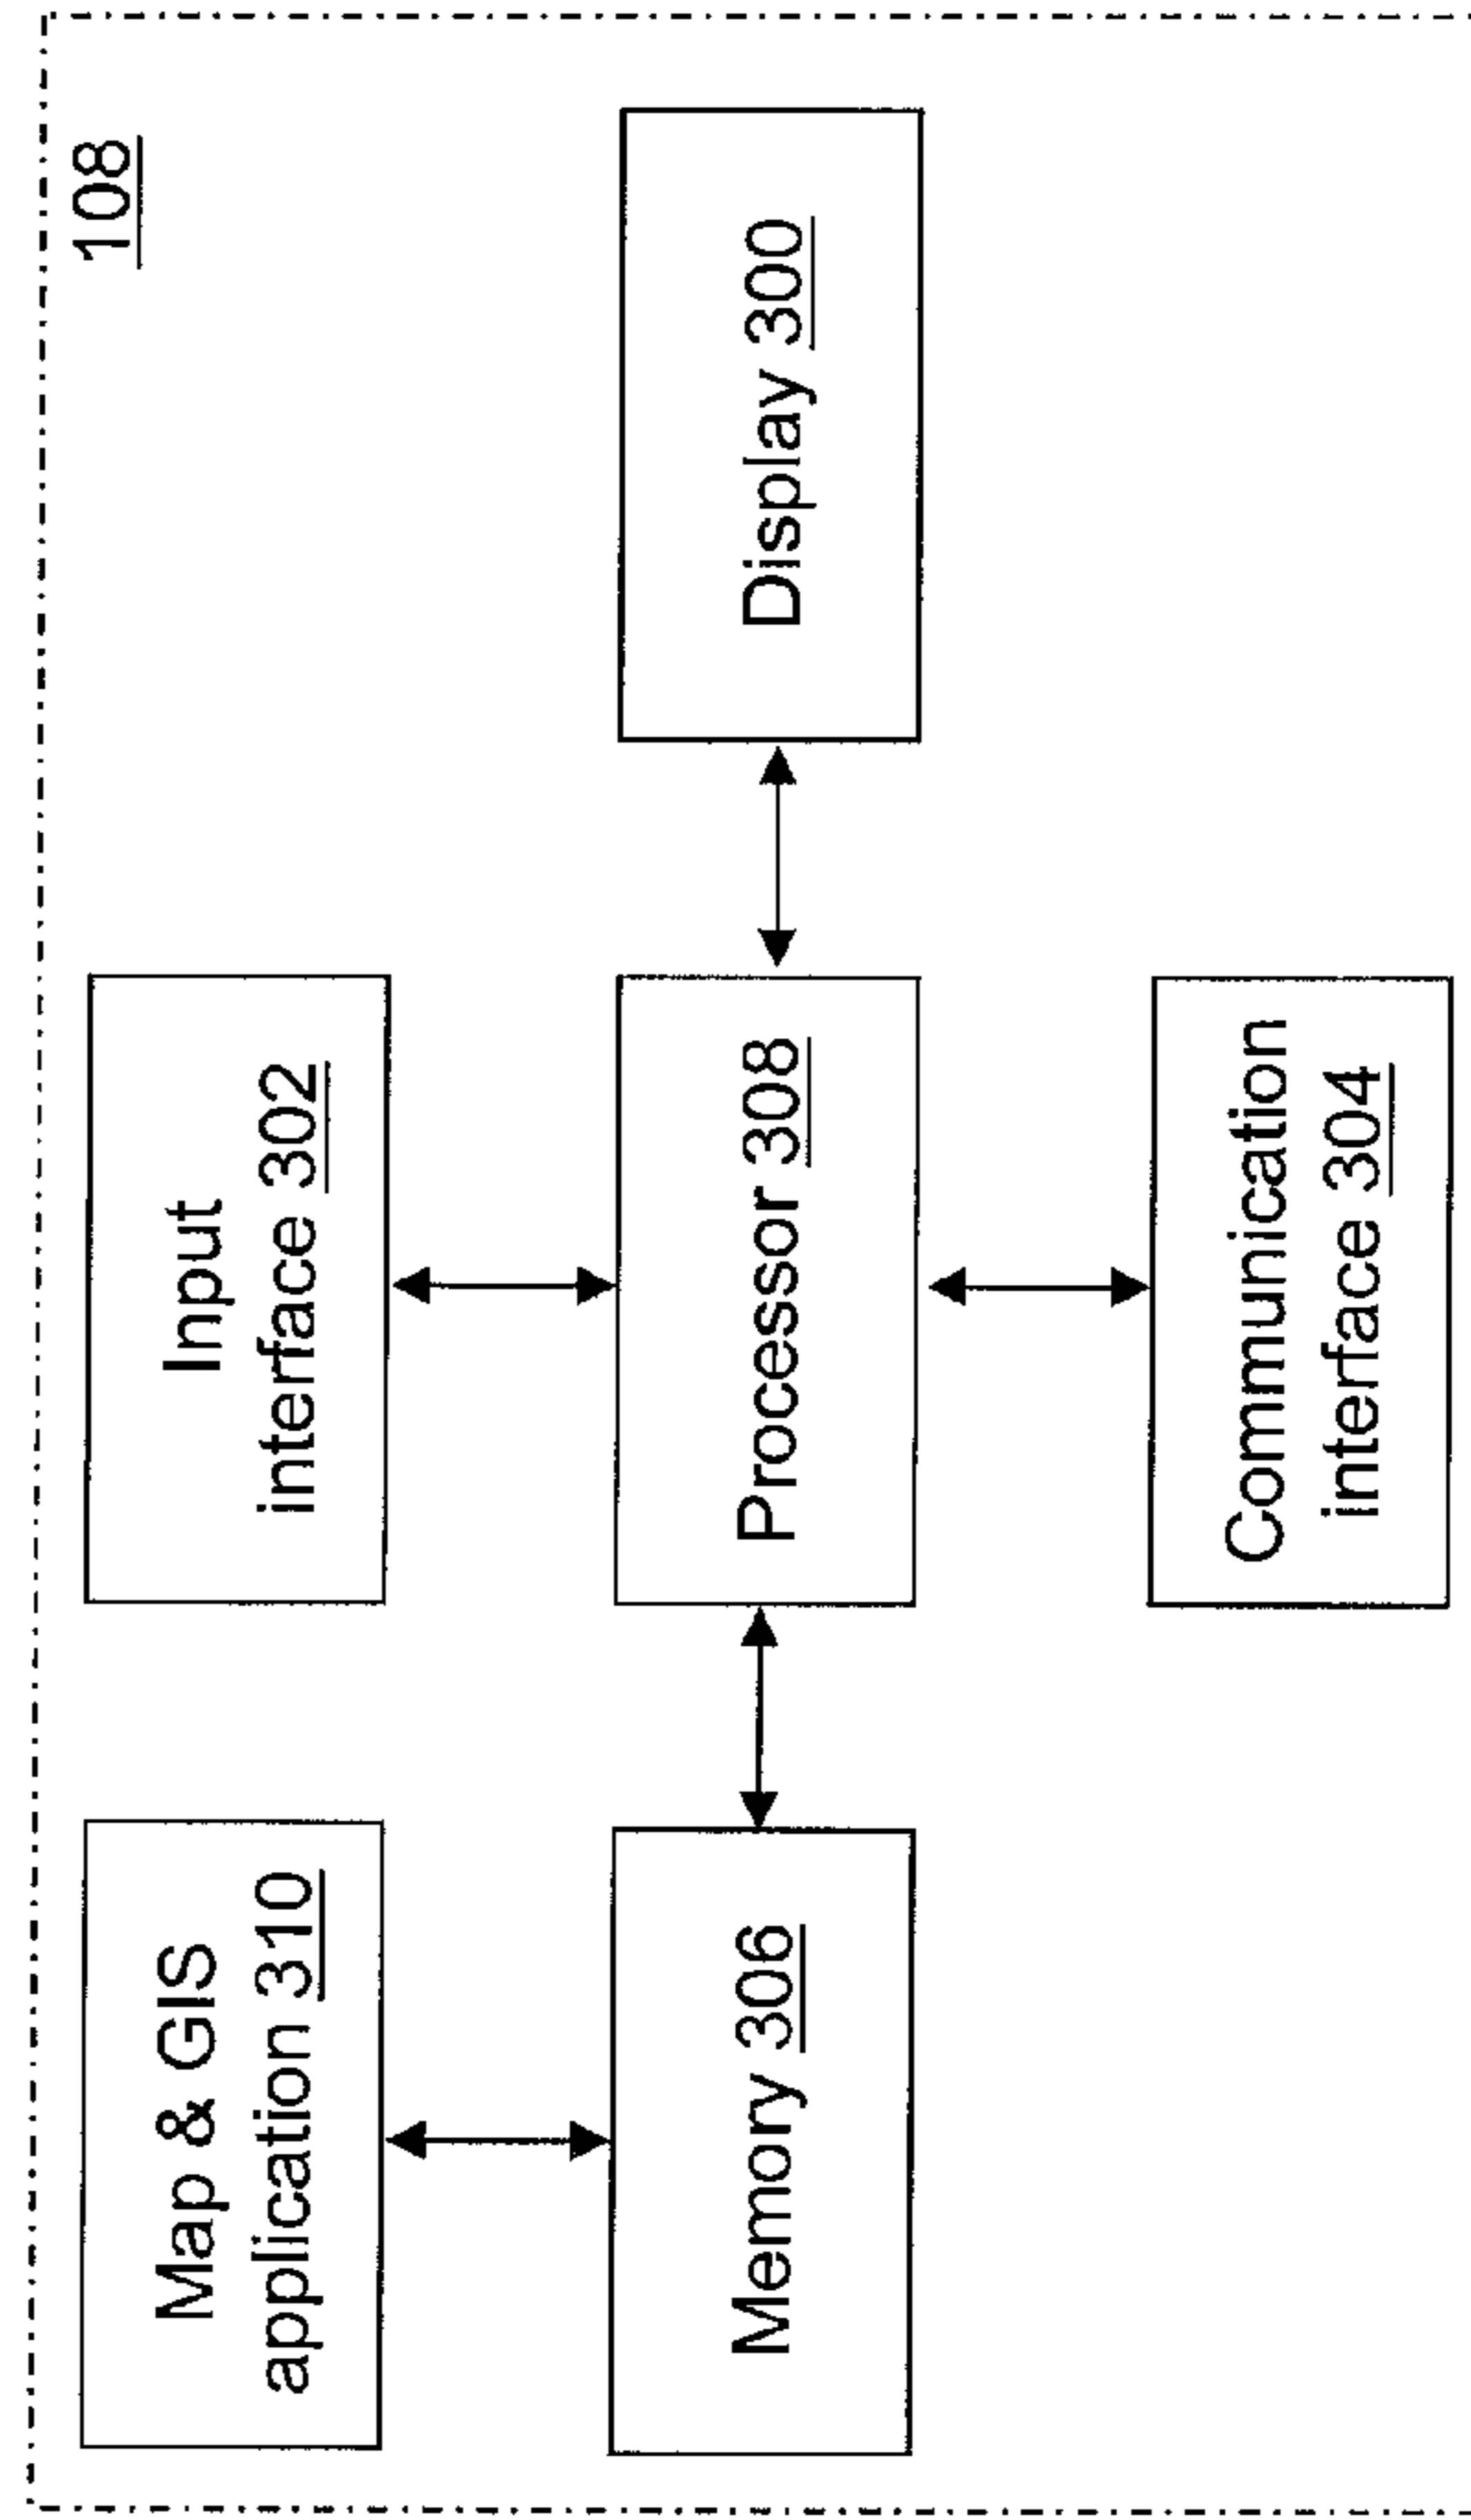 108
Map & GIS
application 310
Input
interface 302
Memory 306
Processor 308
Display 300
Communication
interface 304